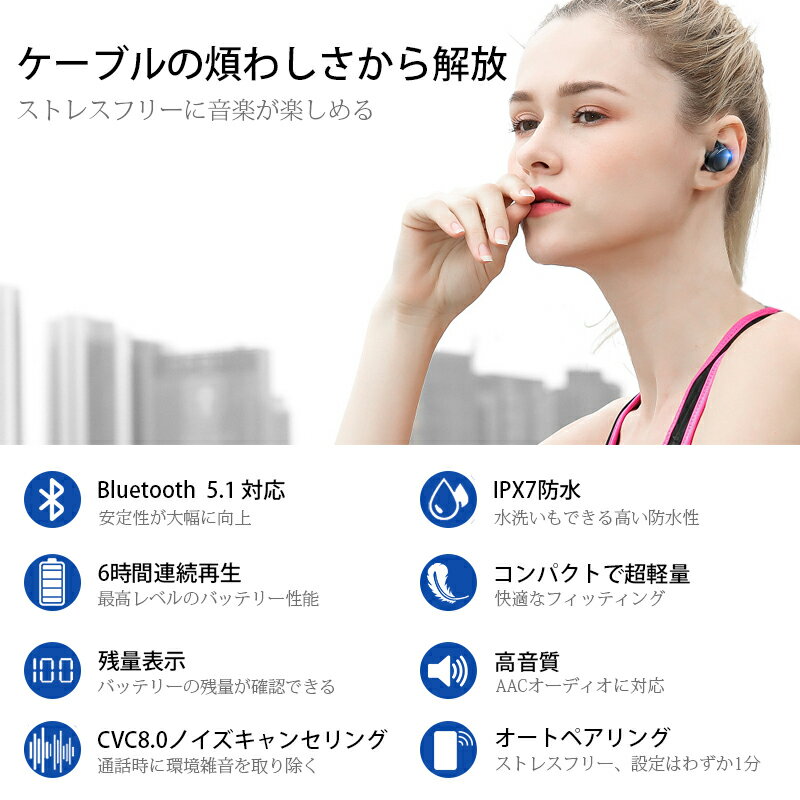 ケーブルの煩わしさから解放
ストレスフリーに音楽が楽しめる
Bluetooth 5.1 対応
安定性が大幅に向上
IPX7防水
水洗いもできる高い防水性
6時間連続再生
最高レベルのバッテリー性能
コンパクトで超軽量
快適なフィッティング
100
残量表示
バッテリーの残量が確認できる
高音質
AACオーディオに対応
CVC8.0ノイズキャンセリング
通話時に環境雑音を取り除く
オートペアリング
ストレスフリー、設定はわずか1分